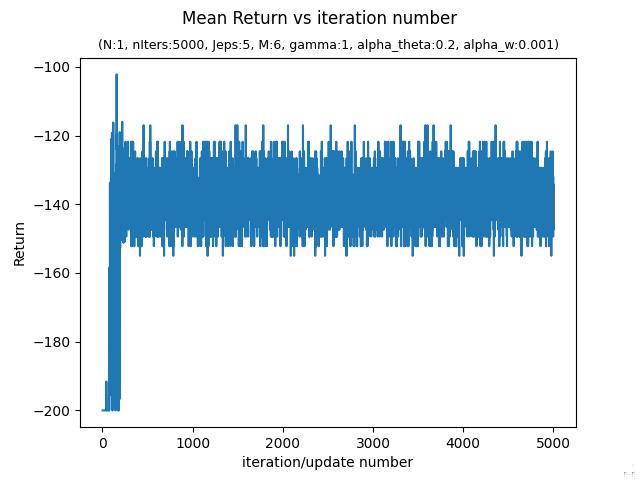 Mean Return vs iteration number
(N:1, nIters:5000, Jeps:5, M:6, gamma:1, alpha_theta:0.2, alpha_w:0.001)
−100
−120
−140
−160
−180
−200
Return
0 1000 2000 3000 4000 5000
iteration/update number